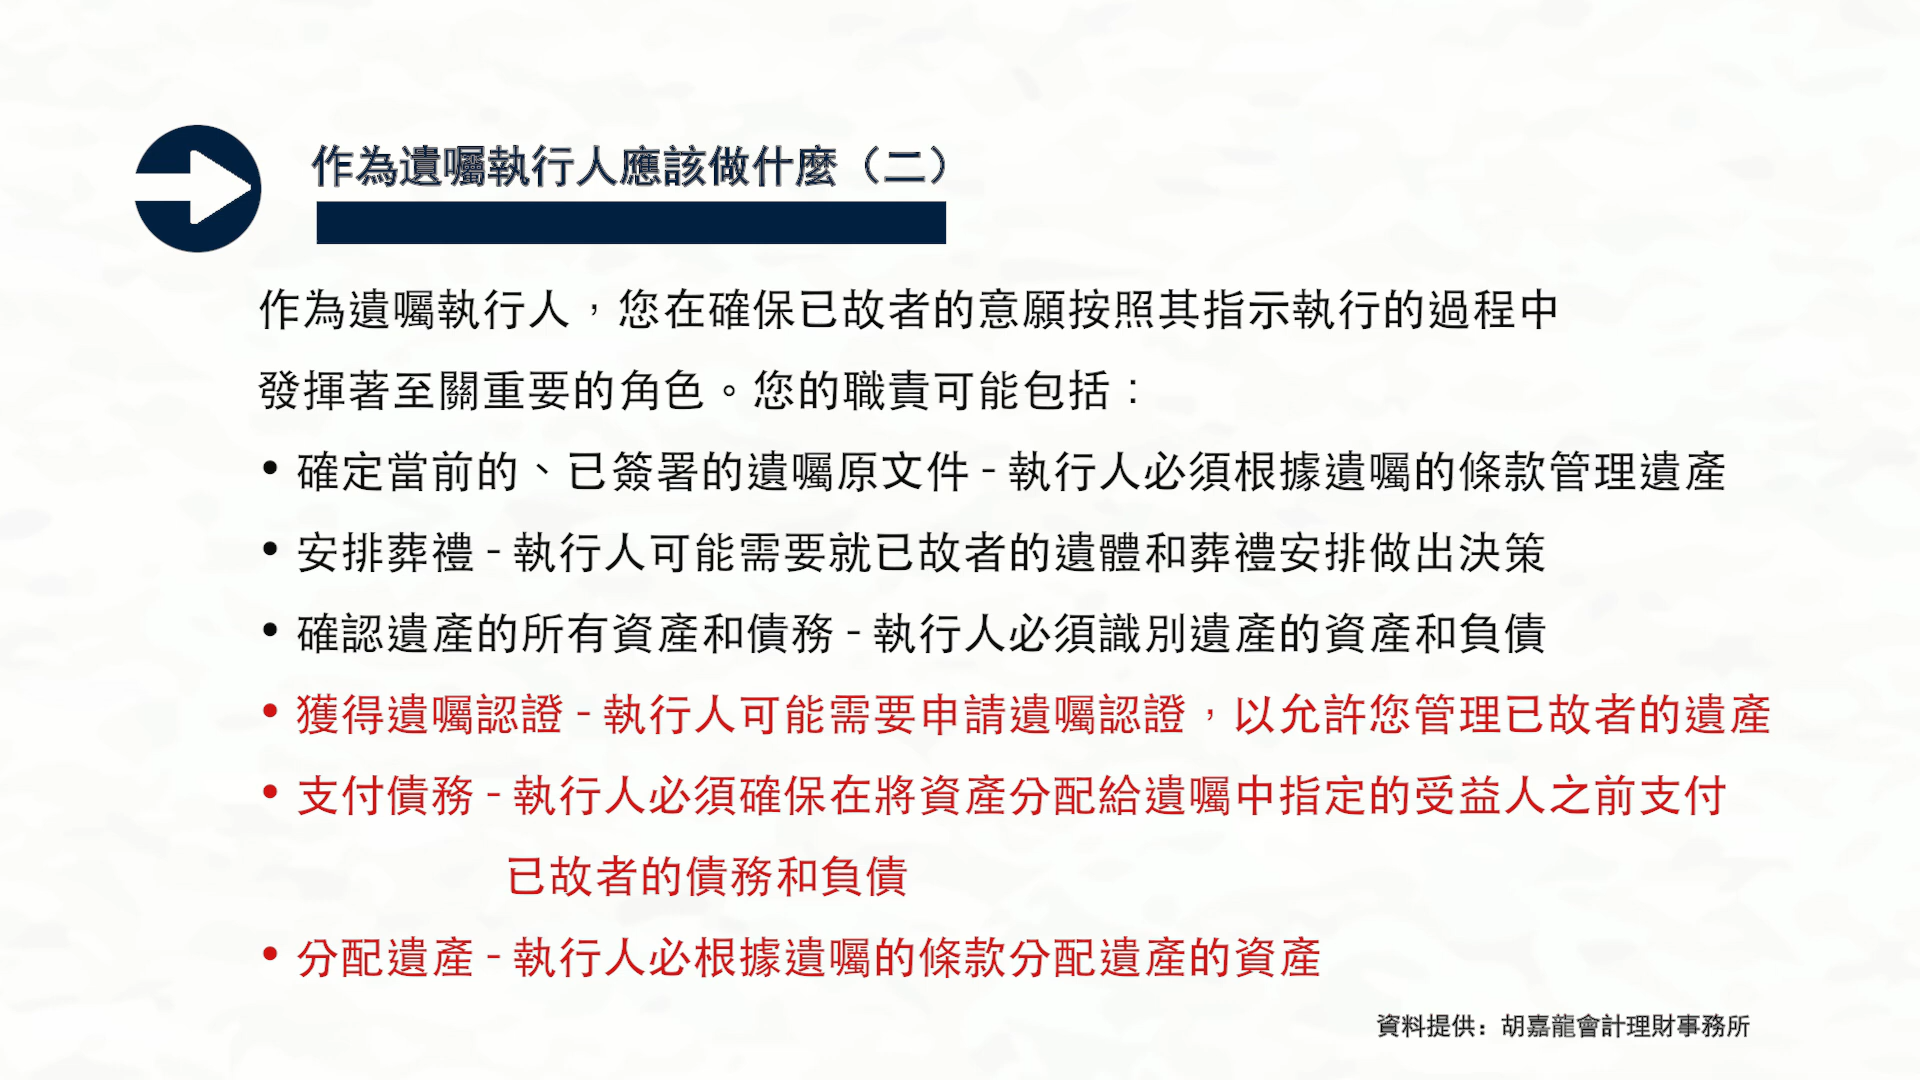 作為遺囑執行人應該做什麼（二）
作為遺囑執行人，您在確保已故者的意願按照其指示執行的過程中
發揮著至關重要的角色。您的職責可能包括：
• 確定當前的、已簽署的遺囑原文件 - 執行人必須根據遺囑的條款管理遺產
• 安排葬禮 - 執行人可能需要就已故者的遺體和葬禮安排做出決策
• 確認遺產的所有資產和債務 - 執行人必須識別遺產的資產和負債
• 獲得遺囑認證 - 執行人可能需要申請遺囑認證，以允許您管理已故者的遺產
• 支付債務 - 執行人必須確保在將資產分配給遺囑中指定的受益人之前支付
已故者的債務和負債
• 分配遺產 - 執行人必根據遺囑的條款分配遺產的資產
資料提供：胡嘉龍會計理財事務所